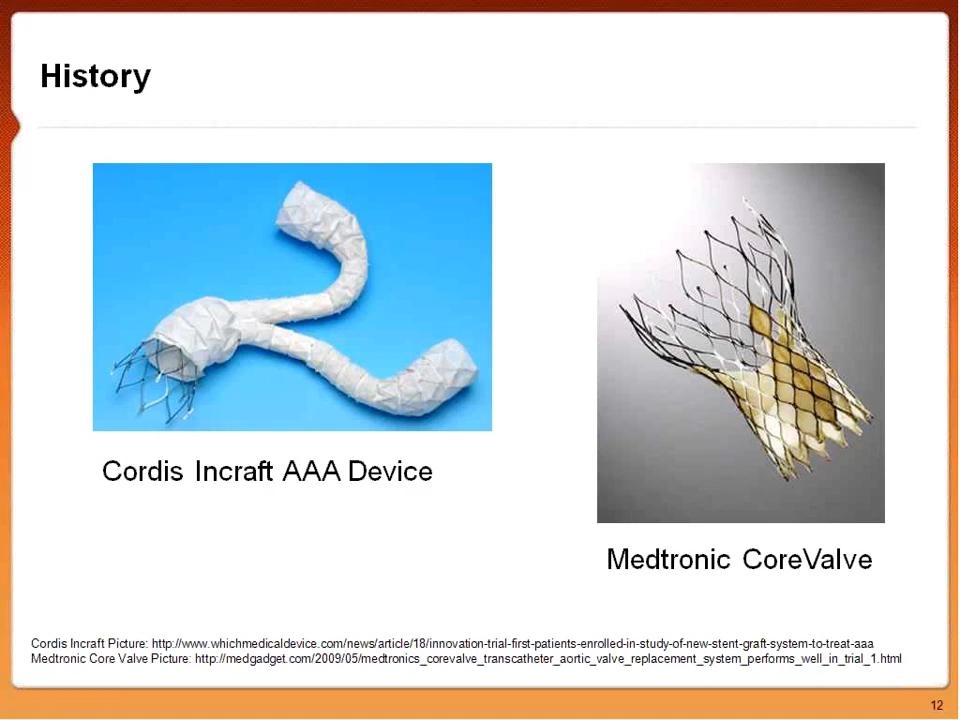 History
Cordis Incraft AAA Device
Medtronic CoreValve
Cordis Incraft Picture: http://www.whichmedicaldevice.com/news/article/18/innovation-trial-first-patients-enrolled-in-study-of-new-stent-graft-system-to-treat-aaa
Medtronic Core Valve Picture: http://medgadget.com/2009/05/medtronics_corevalve_transcatheter_aortic_valve_replacement_system_performs_well_in_trial_1.html
12